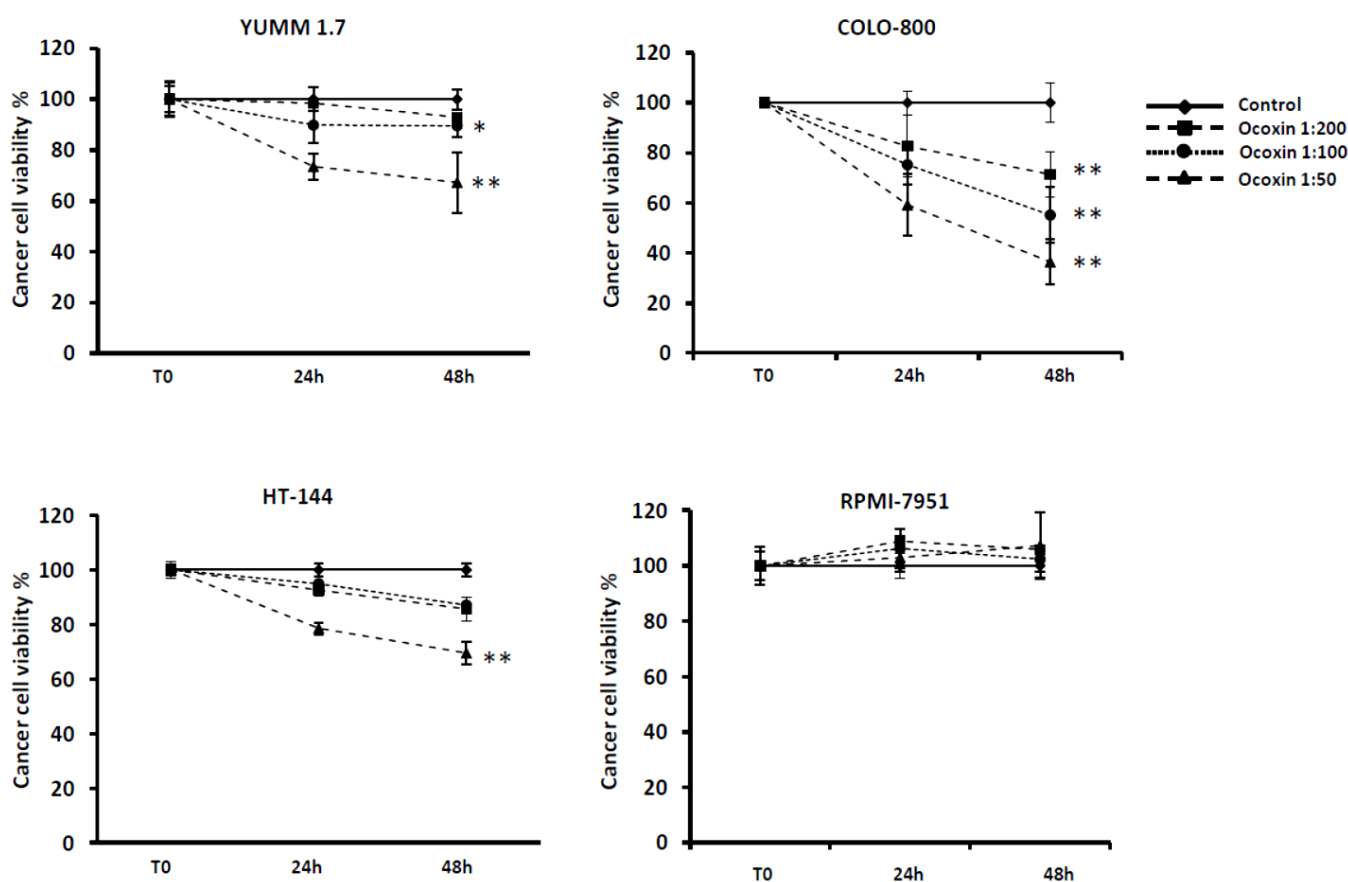 YUMM 1.7
Cancer cell viability %
120
100
80
60
40
20
0
*
**
T0 24h 48h
COLO-800
Cancer cell viability %
120
100
80
60
40
20
0
**
**
**
T0 24h 48h
Control
Ocoxin 1:200
Ocoxin 1:100
Ocoxin 1:50
HT-144
Cancer cell viability %
120
100
80
60
40
20
0
**
T0 24h 48h
RPMI-7951
Cancer cell viability %
120
100
80
60
40
20
0
T0 24h 48h